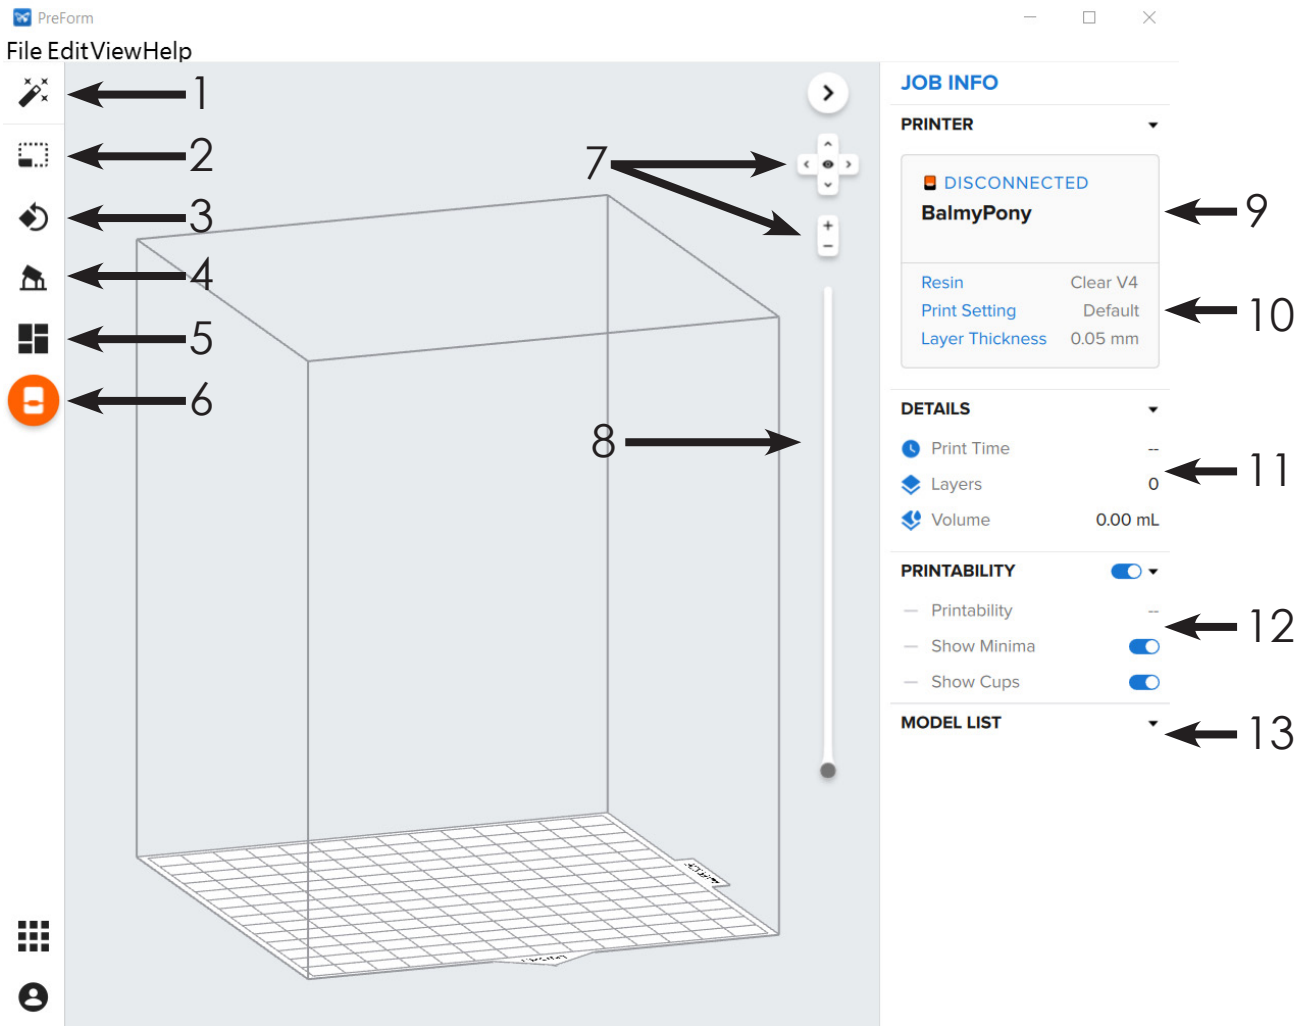 PreForm
File Edit View Help
1
2
3
4
5
6
7
8
JOB INFO
PRINTER
DISCONNECTED
BalmyPony
9
Resin Clear V4
Print Setting Default
Layer Thickness 0.05 mm
10
DETAILS
Print Time --
Layers 0
Volume 0.00 mL
11
PRINTABILITY
Printability --
Show Minima
Show Cups
12
MODEL LIST
13